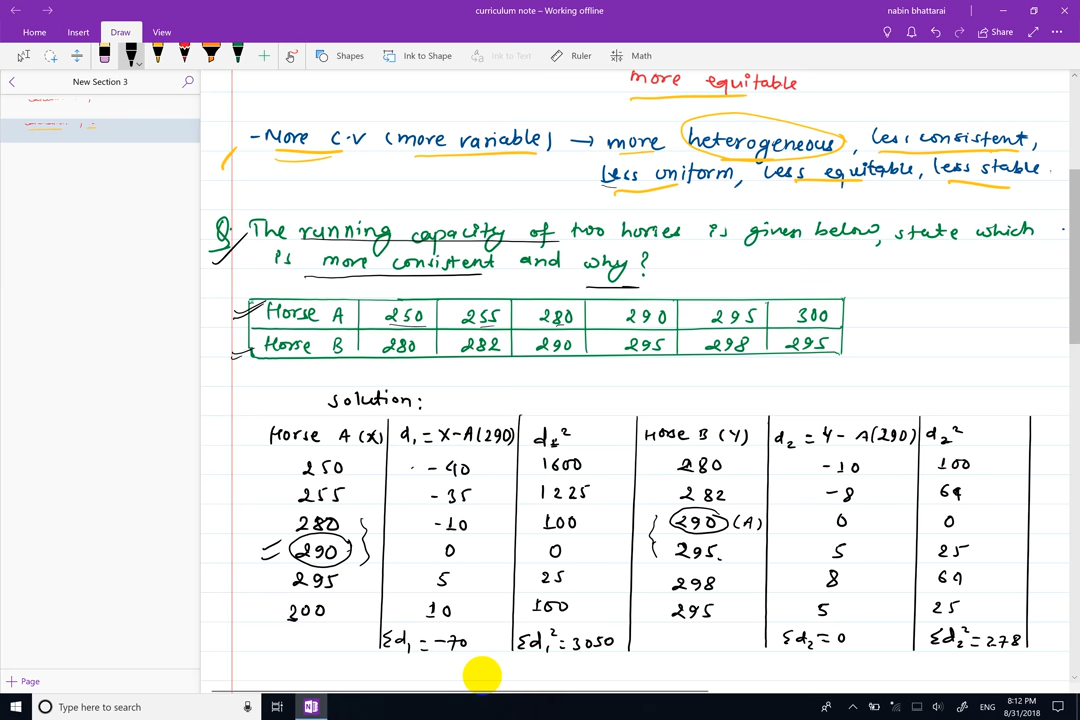 curriculum note – Working offline
nabin bhattarai
Home Insert Draw View
Share
Shapes Ink to Shape Ink to Text Ruler Math
New Section 3
more equitable
-More C.V (more variable) → more heterogeneous, less consistent,
less uniform, less equitable, less stable.
Q. The running capacity of two horses is given below, state which
is more consistent and why?
Horse A 250 255 280 290 295 300
Horse B 280 282 290 295 298 295
Solution:
Horse A (X) d₁ = X-A(290) d₁² Horse B (Y) d₂ = Y- A(290) d₂²
250 -40 1600 280 -10 100
255 -35 1225 282 -8 64
280 -10 100 290 (A) 0 0
290 0 0 295 5 25
295 5 25 298 8 64
300 10 100 295 5 25
Σd₁ = -70 Σd₁² = 3050 Σd₂ = 0 Σd₂² = 278
+ Page
Type here to search
ENG
8:12 PM
8/31/2018